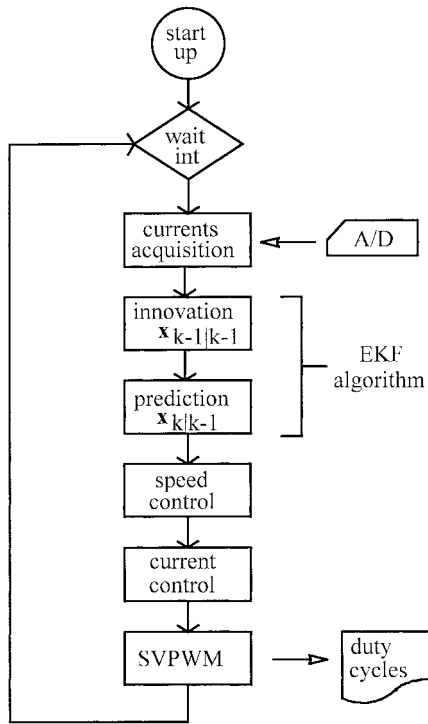 start
up
wait
int
currents
acquisition
A/D
innovation
x k-1|k-1
prediction
x k|k-1
EKF
algorithm
speed
control
current
control
SVPWM
duty
cycles